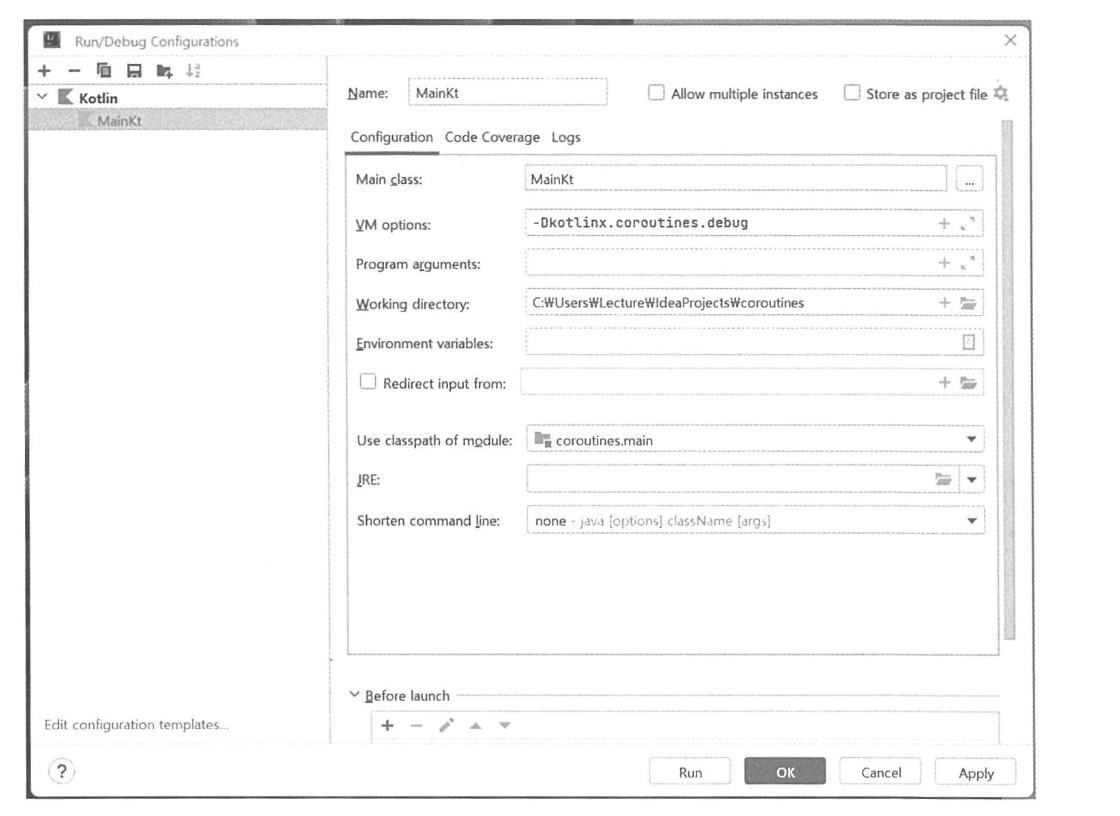 Run/Debug Configurations
Kotlin
MainKt
Edit configuration templates...
Name: MainKt Allow multiple instances Store as project file
Configuration Code Coverage Logs
Main class: MainKt ...
VM options: -Dkotlinx.coroutines.debug
Program arguments:
Working directory: C:₩Users₩Lecture₩IdeaProjects₩coroutines
Environment variables:
Redirect input from:
Use classpath of module: coroutines.main
JRE:
Shorten command line: none - java [options] className [args]
Before launch
? Run OK Cancel Apply